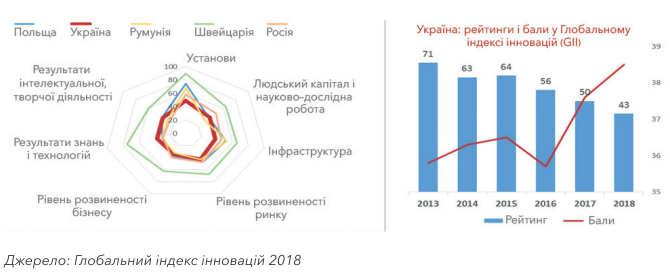 Польща Україна Румунія Швейцарія Росія
Установи
100
80
60
40
20
0
Людський капітал і
науково-дослідна
робота
Інфраструктура
Рівень розвиненості
ринку
Рівень розвиненості
бізнесу
Результати знань
і технологій
Результати
інтелектуальної,
творчої діяльності
Україна: рейтинги і бали у Глобальному
індексі інновацій (GII)
71
63
64
56
50
43
39
38
37
36
35
2013 2014 2015 2016 2017 2018
Рейтинг Бали
Джерело: Глобальний індекс інновацій 2018